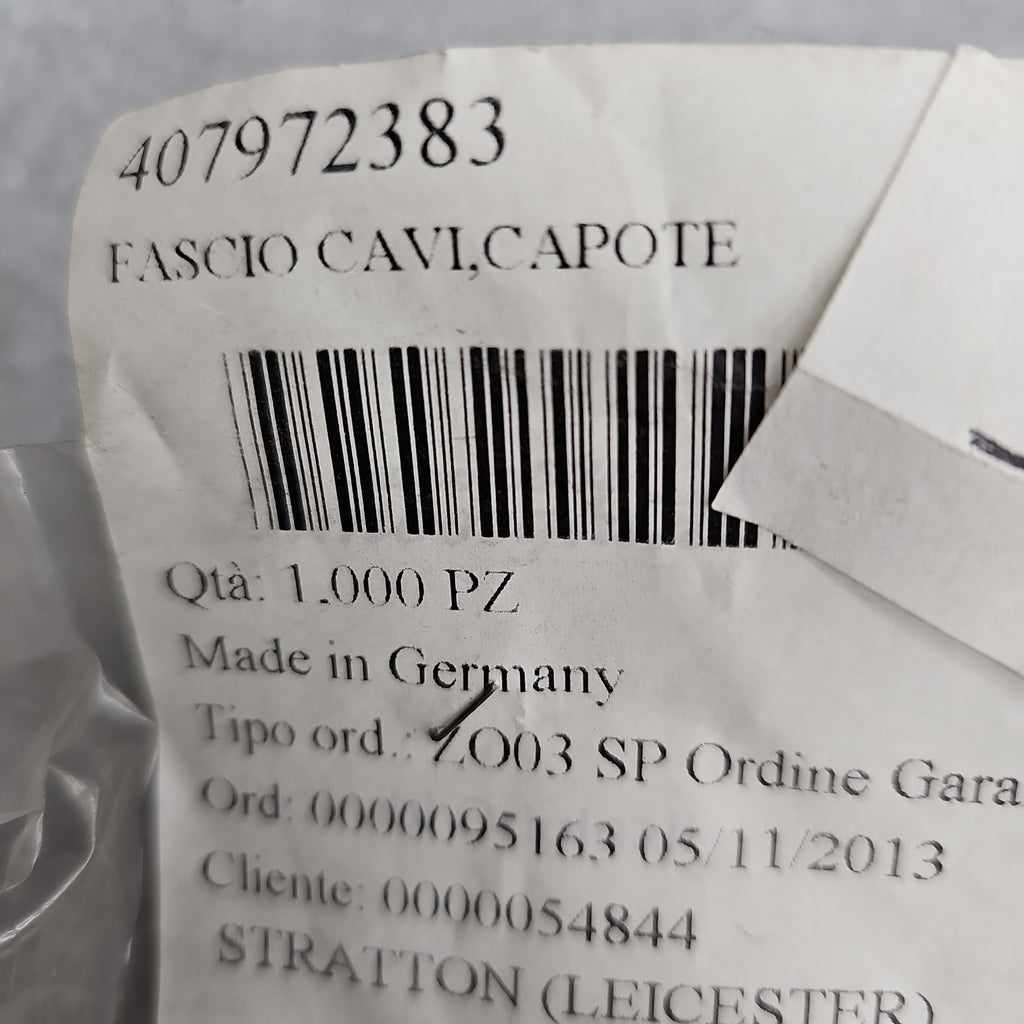 407972383
FASCIO CAVI,CAPOTE
Qtà: 1.000 PZ
Made in Germany
Tipo ord.: ZO03 SP Ordine Gara
Ord: 0000095163 05/11/2013
Cliente: 0000054844
STRATTON (LEICESTER)